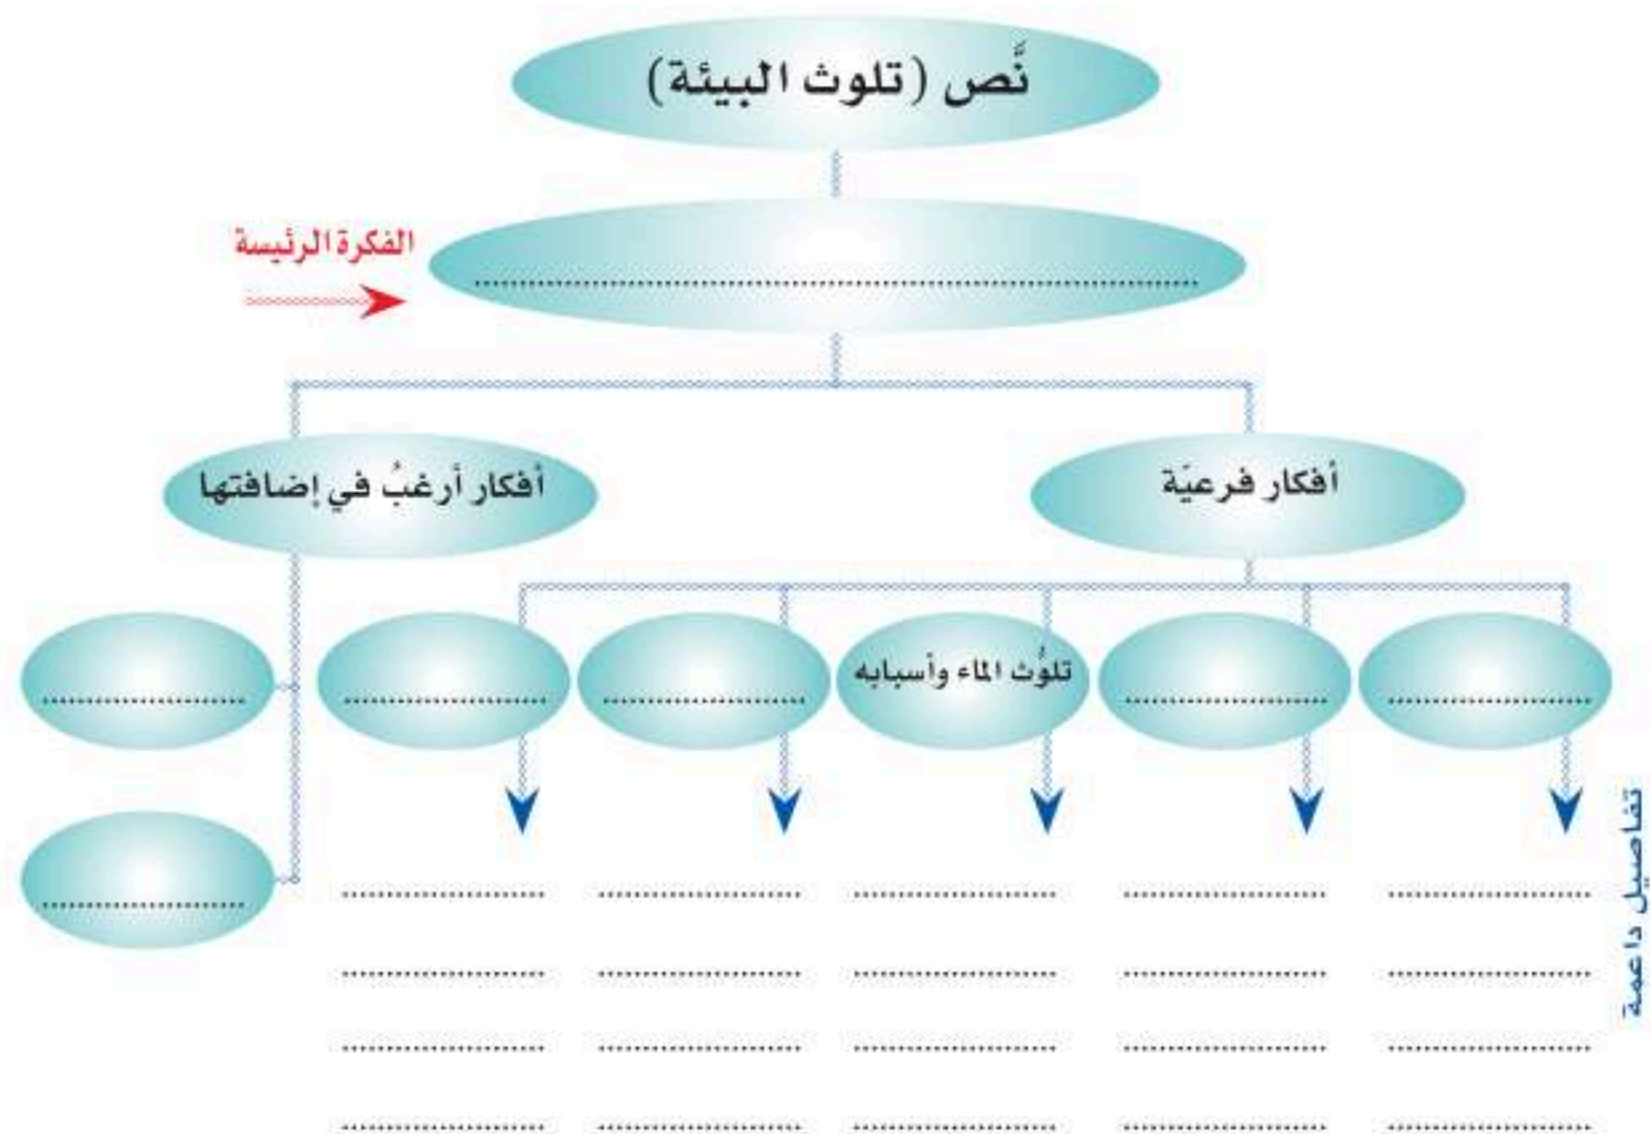 نَّص (تلوث البيئة)
الفكرة الرئيسة
أفكار فرعيَة
أفكار أرغبُ في إضافتها
تلوُّث الماء وأسبابه
تفاصيل داعمة